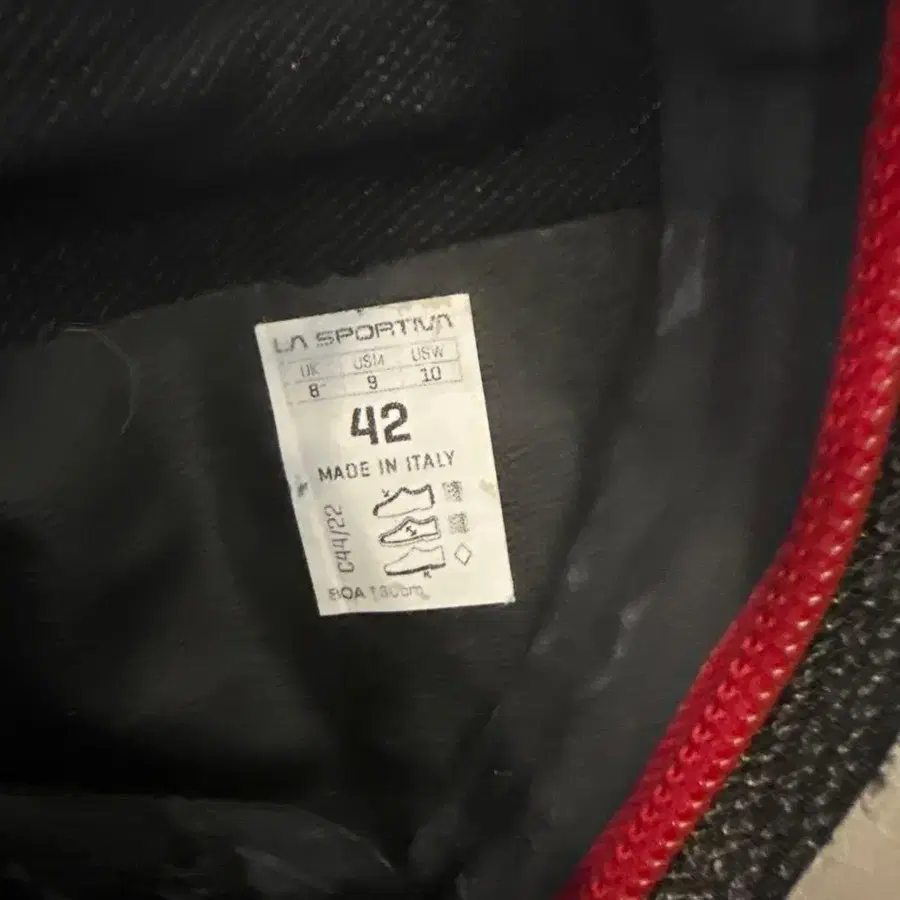 LA SPORTIVA
UK USM USW
8 9 10
42
MADE IN ITALY
C44/22
BOA